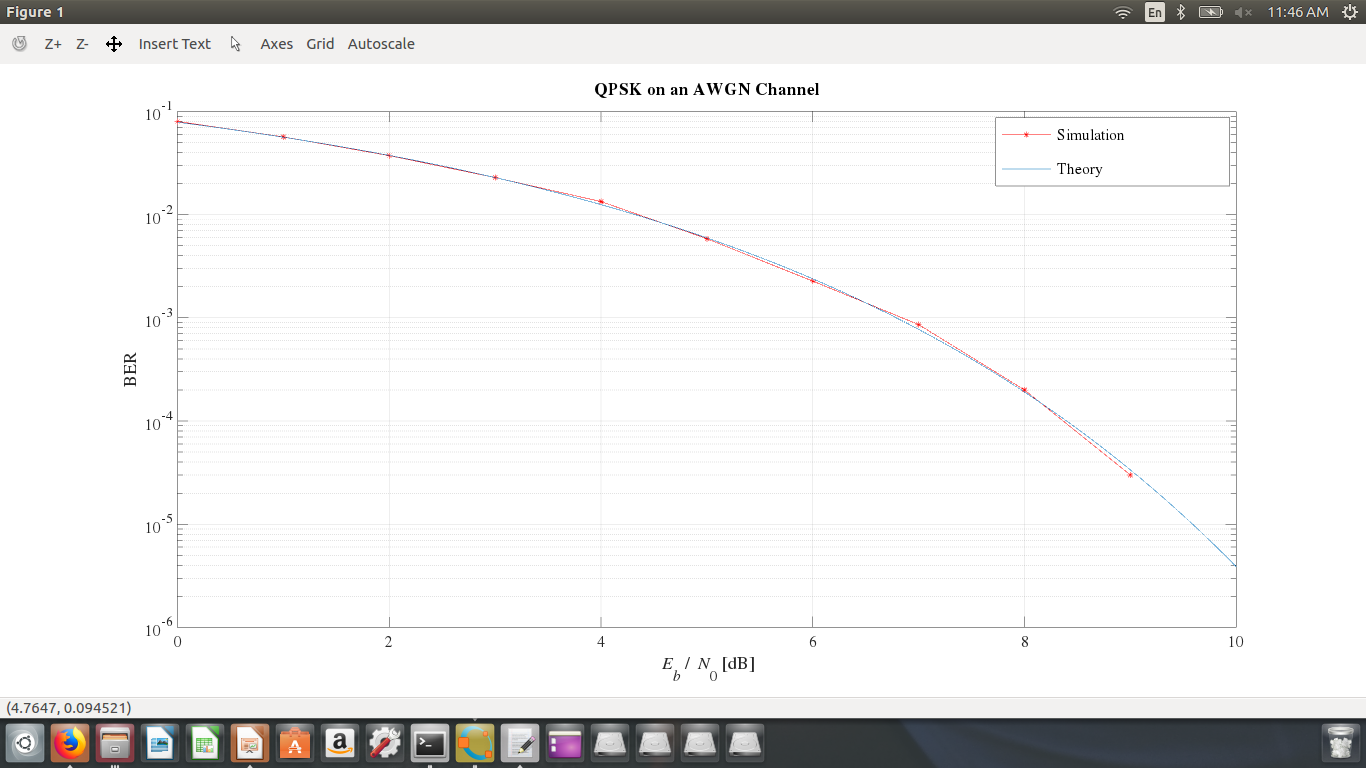 Figure 1
En
11:46 AM
Z+ Z- Insert Text Axes Grid Autoscale
QPSK on an AWGN Channel
10^-1
10^-2
10^-3
10^-4
10^-5
10^-6
BER
Simulation
Theory
0 2 4 6 8 10
E_b / N_0 [dB]
(4.7647, 0.094521)